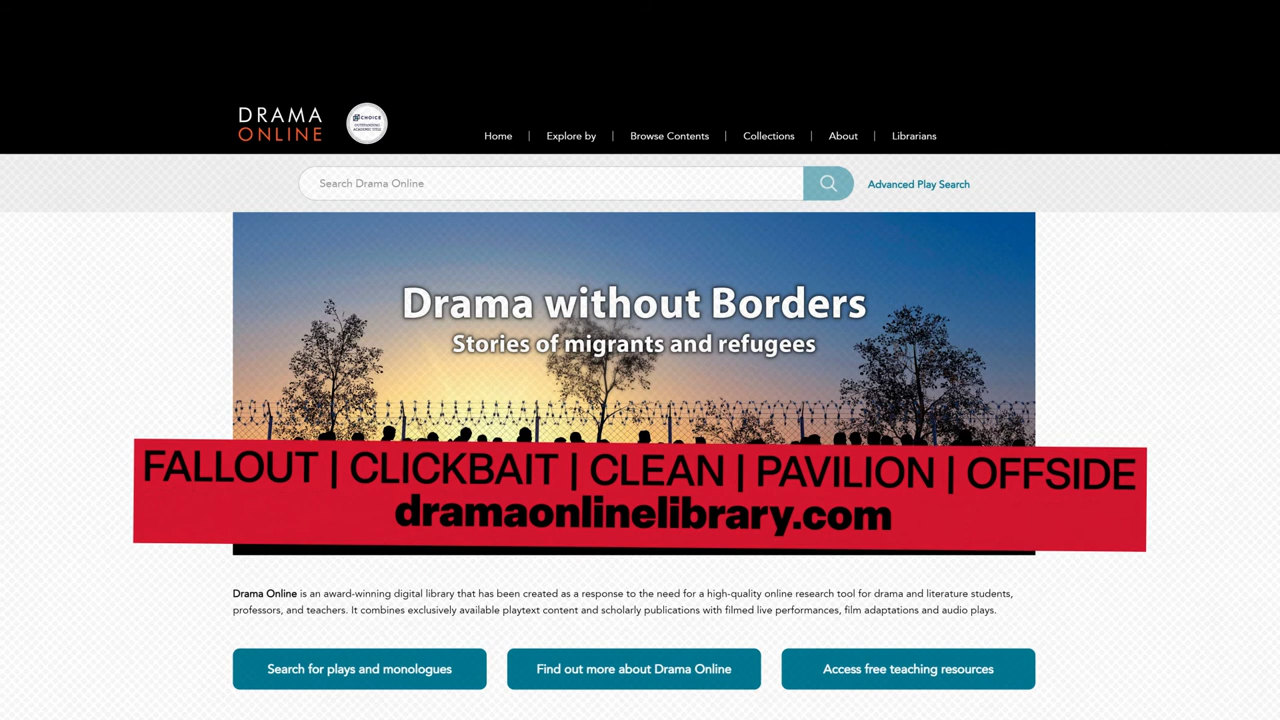 DRAMA
ONLINE
CHOICE
OUTSTANDING
ACADEMIC TITLE
Home | Explore by | Browse Contents | Collections | About | Librarians
Search Drama Online
Advanced Play Search
Drama without Borders
Stories of migrants and refugees
FALLOUT | CLICKBAIT | CLEAN | PAVILION | OFFSIDE
dramaonlinelibrary.com
Drama Online is an award-winning digital library that has been created as a response to the need for a high-quality online research tool for drama and literature students,
professors, and teachers. It combines exclusively available playtext content and scholarly publications with filmed live performances, film adaptations and audio plays.
Search for plays and monologues
Find out more about Drama Online
Access free teaching resources